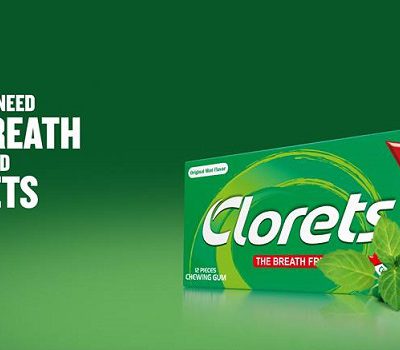 NEED
REATH
D
ETS
Original Mint Flavor
Clorets
THE BREATH FR
12 PIECES
CHEWING GUM